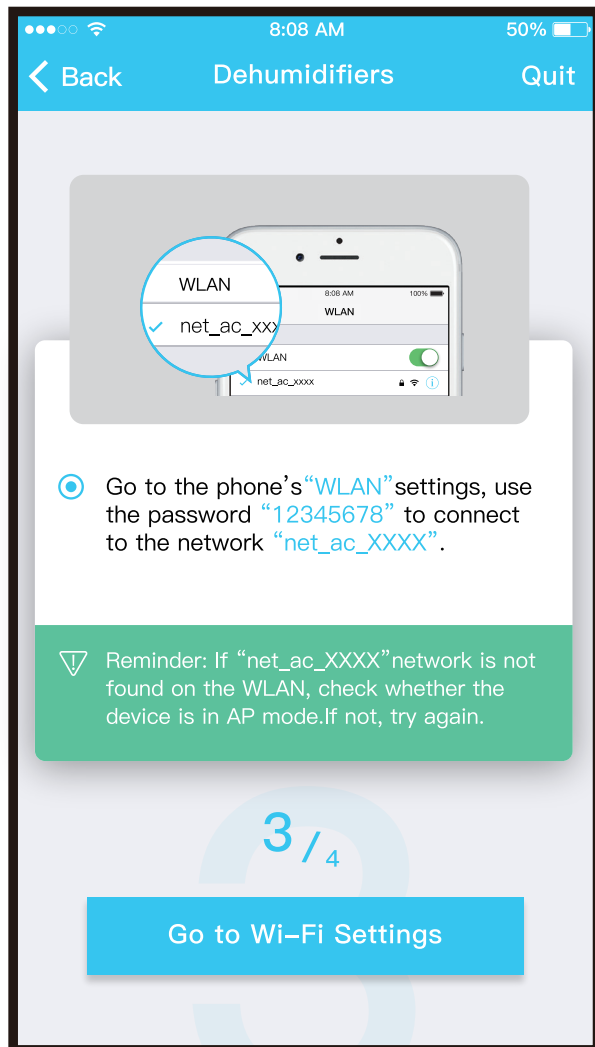 8:08 AM
50%
Back
Dehumidifiers
Quit
WLAN
net_ac_xxx
8:08 AM
100%
WLAN
WLAN
net_ac_xxxx
Go to the phone’s“WLAN”settings, use
the password “12345678” to connect
to the network “net_ac_XXXX”.
Reminder: If “net_ac_XXXX”network is not
found on the WLAN, check whether the
device is in AP mode.If not, try again.
3
3/4
Go to Wi–Fi Settings